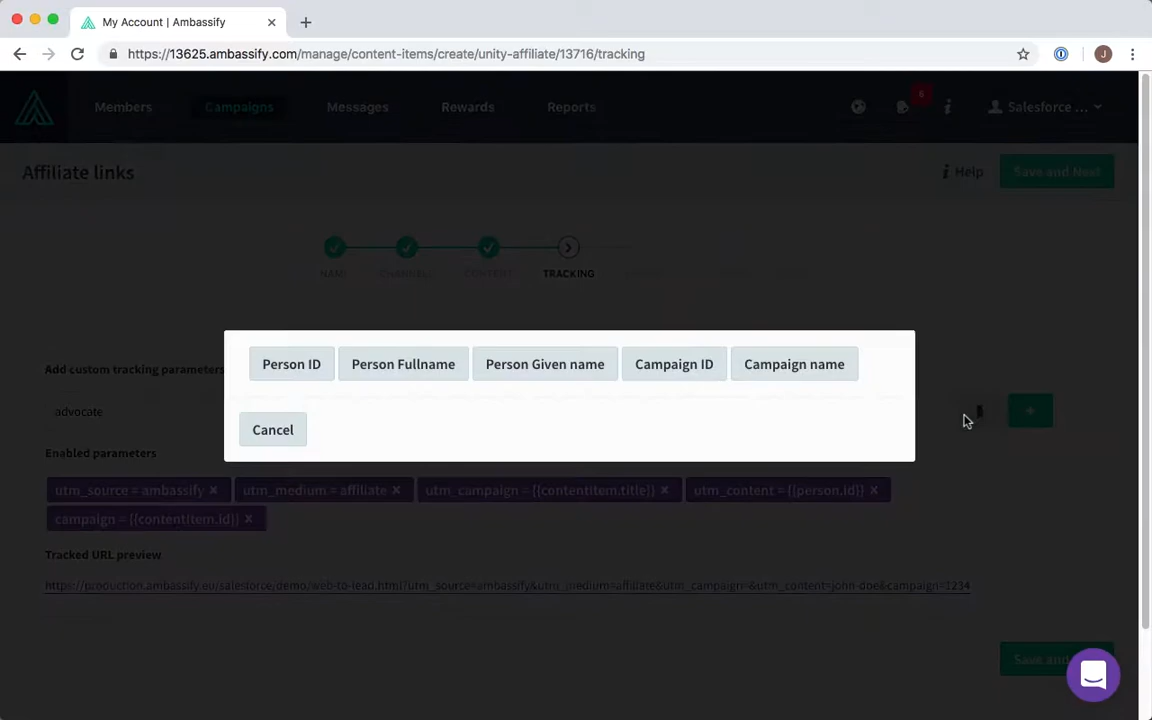 My Account | Ambassify
https://13625.ambassify.com/manage/content-items/create/unity-affiliate/13716/tracking
Members Campaigns Messages Rewards Reports 6 Salesforce ...
Affiliate links Help Save and Next
NAME CHANNEL CONTENT TRACKING
Person ID Person Fullname Person Given name Campaign ID Campaign name
Add custom tracking parameters
advocate +
Cancel
Enabled parameters
utm_source = ambassify × utm_medium = affiliate × utm_campaign = {{contentItem.title}} × utm_content = {{person.id}} ×
campaign = {{contentItem.id}} ×
Tracked URL preview
https://production.ambassify.eu/salesforce/demo/web-to-lead.html?utm_source=ambassify&utm_medium=affiliate&utm_campaign=&utm_content=john-doe&campaign=1234
Save and